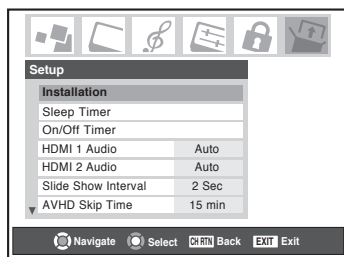 Setup
Installation
Sleep Timer
On/Off Timer
HDMI 1 Audio Auto
HDMI 2 Audio Auto
Slide Show Interval 2 Sec
AVHD Skip Time 15 min
Navigate Select CH RTN Back EXIT Exit